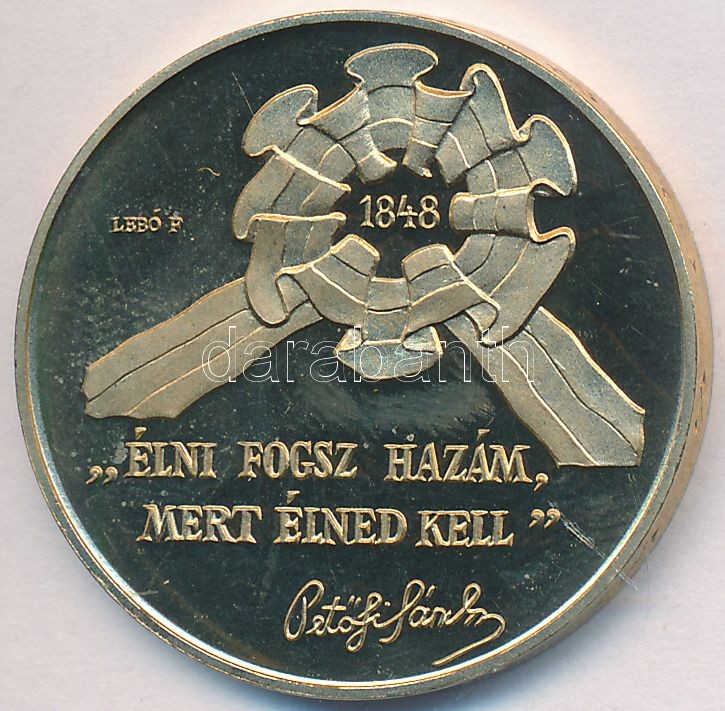 1848
LEBÓ F
darabanth
„ÉLNI FOGSZ HAZÁM,
MERT ÉLNED KELL”
Petőfi Sándor